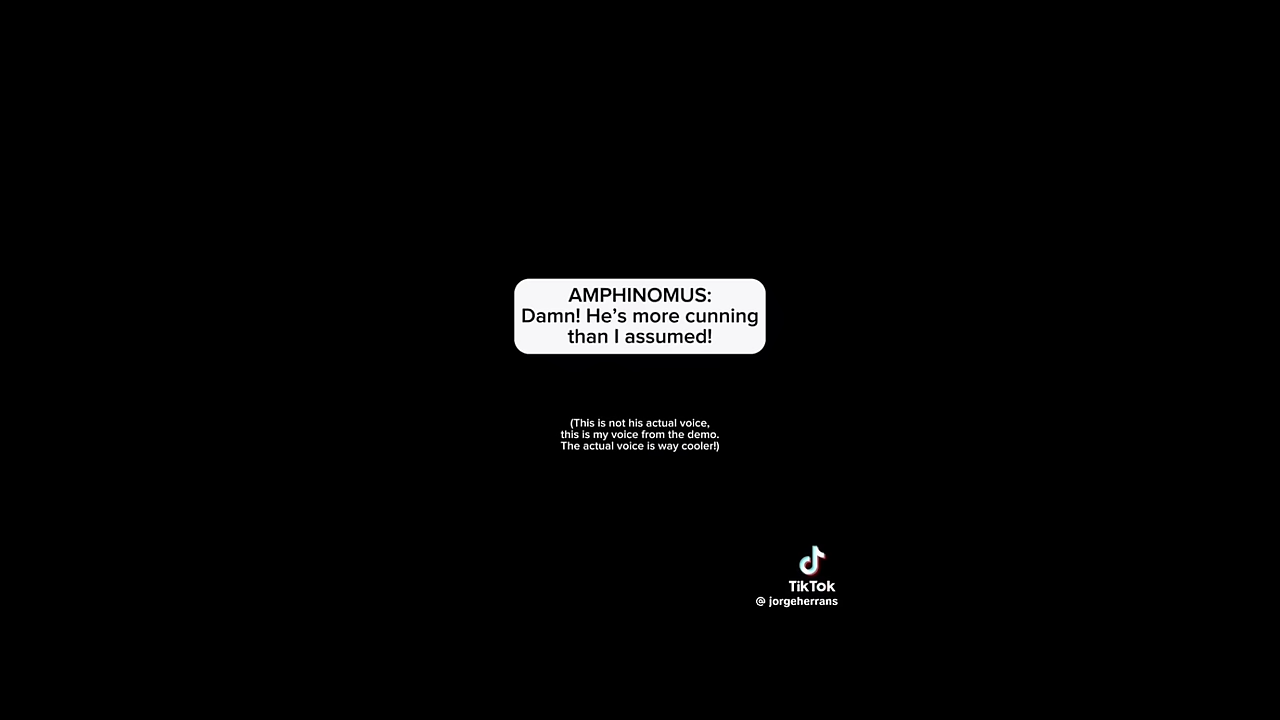 AMPHINOMUS:
Damn! He’s more cunning
than I assumed!
(This is not his actual voice,
this is my voice from the demo.
The actual voice is way cooler!)
TikTok
@ jorgeherrans